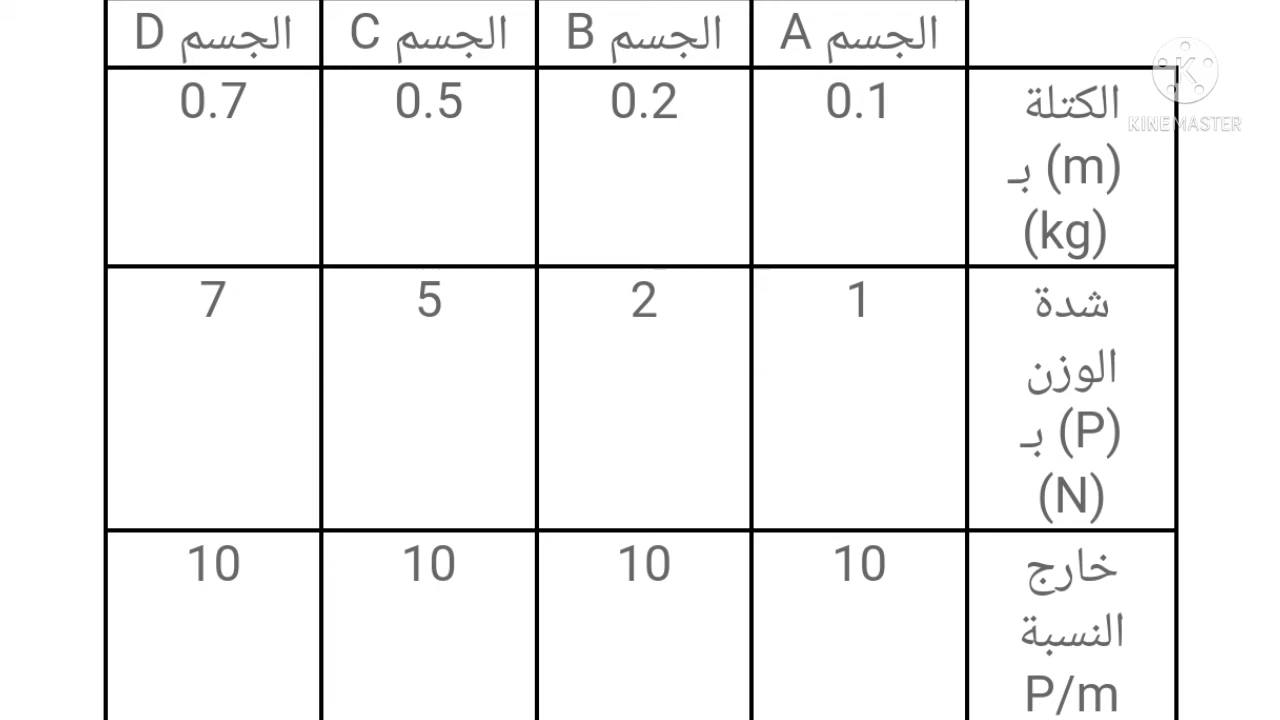 الجسم A الجسم B الجسم C الجسم D
KINEMASTER
الكتلة 0.1 0.2 0.5 0.7
(m) بـ
(kg)
شدة 1 2 5 7
الوزن
(P) بـ
(N)
خارج 10 10 10 10
النسبة
P/m